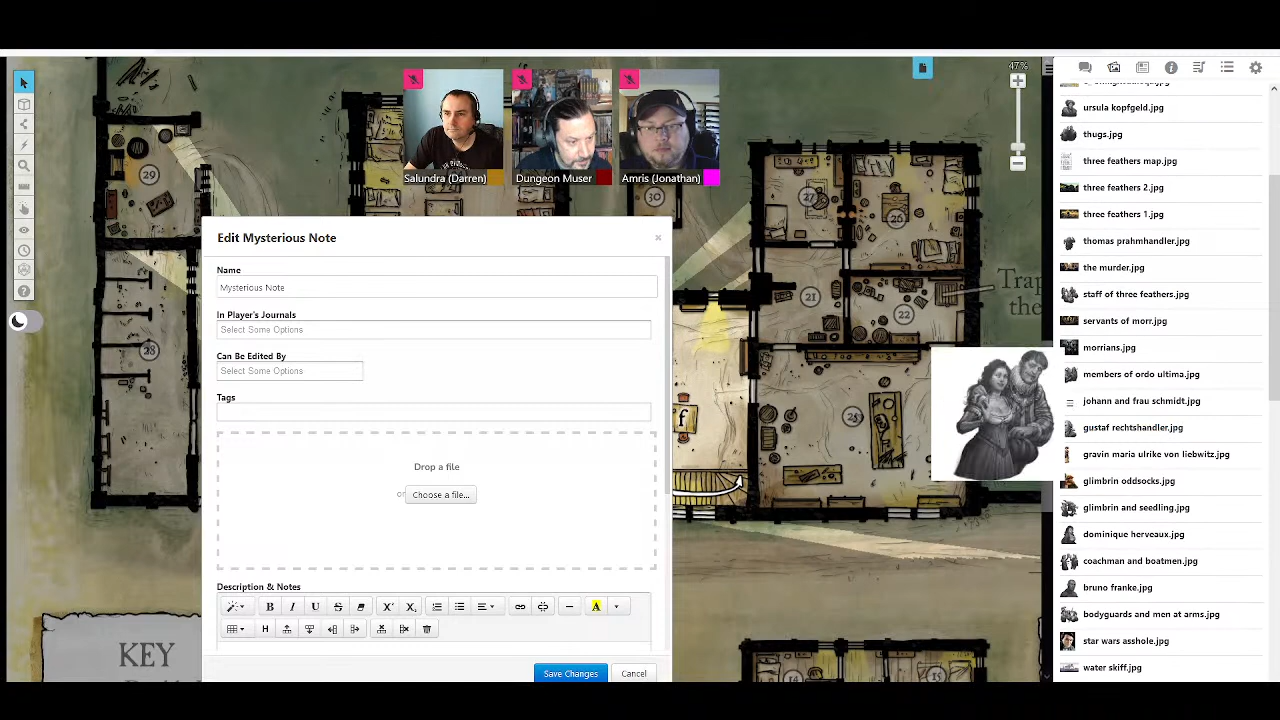 47%
Salundra (Darren)
Dungeon Muser
Amris (Jonathan)
29
30
27
26
21
22
28
25
f
Trap
the
KEY
14
15
Edit Mysterious Note
×
Name
Mysterious Note
In Player's Journals
Select Some Options
Can Be Edited By
Select Some Options
Tags
Drop a file
or Choose a file...
Description & Notes
B I U S X X A
H
Save Changes
Cancel
ursula kopfgeld.jpg
thugs.jpg
three feathers map.jpg
three feathers 2.jpg
three feathers 1.jpg
thomas prahmhandler.jpg
the murder.jpg
staff of three feathers.jpg
servants of morr.jpg
morrians.jpg
members of ordo ultima.jpg
johann and frau schmidt.jpg
gustaf rechtshandler.jpg
gravin maria ulrike von liebwitz.jpg
glimbrin oddsocks.jpg
glimbrin and seedling.jpg
dominique herveaux.jpg
coachman and boatmen.jpg
bruno franke.jpg
bodyguards and men at arms.jpg
star wars asshole.jpg
water skiff.jpg